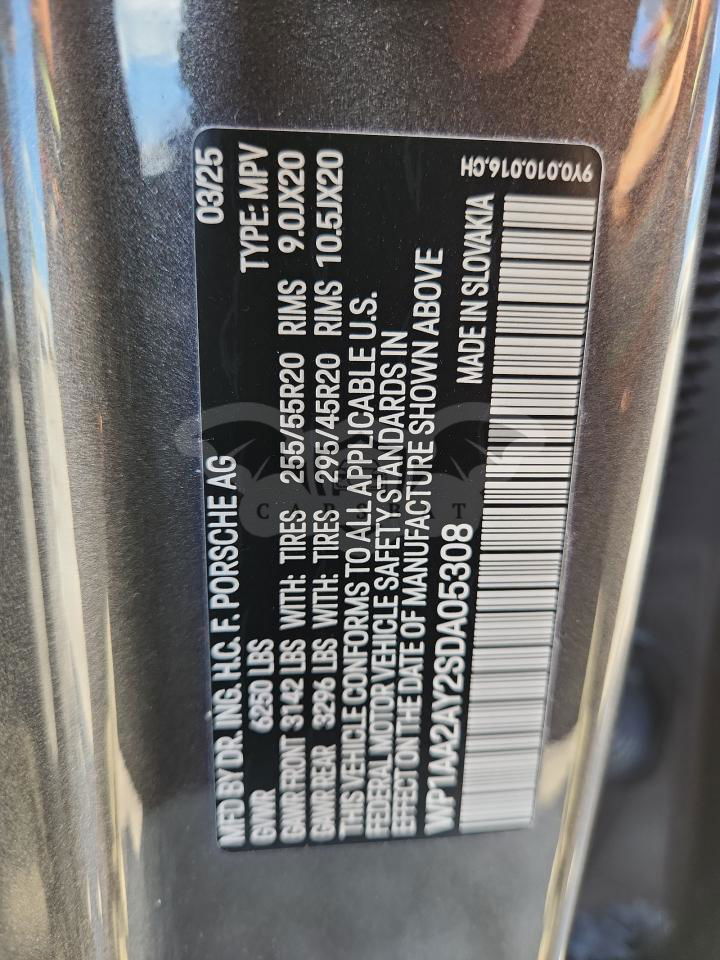 MFD BY DR. ING. H.C. F. PORSCHE AG 03/25
GVWR 6250 LBS TYPE: MPV
GAWR FRONT 3142 LBS WITH: TIRES 255/55R20 RIMS 9.0JX20
GAWR REAR 3296 LBS WITH: TIRES 295/45R20 RIMS 10.5JX20
THIS VEHICLE CONFORMS TO ALL APPLICABLE U.S.
FEDERAL MOTOR VEHICLE SAFETY STANDARDS IN
EFFECT ON THE DATE OF MANUFACTURE SHOWN ABOVE
WP1AA2AY2SDA05308 MADE IN SLOVAKIA
9Y0.010.016.CH